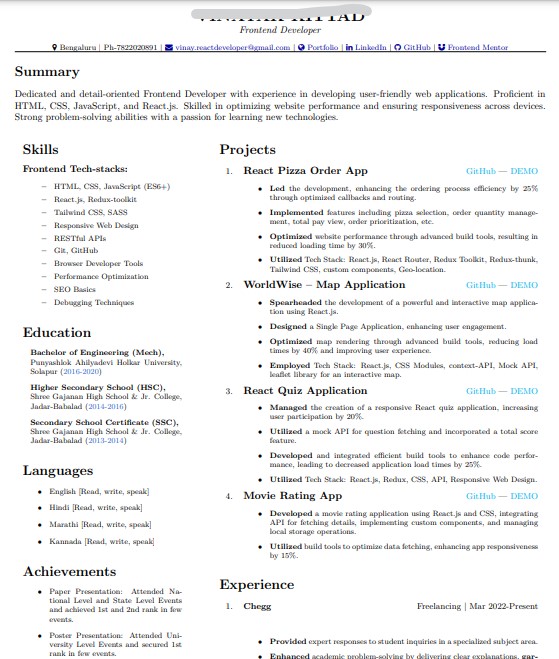 Frontend Developer
Bengaluru | Ph-7822020891 | vinay.reactdeveloper@gmail.com | Portfolio | LinkedIn | GitHub | Frontend Mentor
Summary
Dedicated and detail-oriented Frontend Developer with experience in developing user-friendly web applications. Proficient in
HTML, CSS, JavaScript, and React.js. Skilled in optimizing website performance and ensuring responsiveness across devices.
Strong problem-solving abilities with a passion for learning new technologies.
Skills
Frontend Tech-stacks:
– HTML, CSS, JavaScript (ES6+)
– React.js, Redux-toolkit
– Tailwind CSS, SASS
– Responsive Web Design
– RESTful APIs
– Git, GitHub
– Browser Developer Tools
– Performance Optimization
– SEO Basics
– Debugging Techniques
Education
Bachelor of Engineering (Mech),
Punyashlok Ahilyadevi Holkar University,
Solapur (2016-2020)
Higher Secondary School (HSC),
Shree Gajanan High School & Jr. College,
Jadar-Babalad (2014-2016)
Secondary School Certificate (SSC),
Shree Gajanan High School & Jr. College,
Jadar-Babalad (2013-2014)
Languages
• English [Read, write, speak]
• Hindi [Read, write, speak]
• Marathi [Read, write, speak]
• Kannada [Read, write, speak]
Achievements
• Paper Presentation: Attended Na-
tional Level and State Level Events
and achieved 1st and 2nd rank in few
events.
• Poster Presentation: Attended Uni-
versity Level Events and secured 1st
rank in few events.
Projects
1. React Pizza Order App GitHub — DEMO
• Led the development, enhancing the ordering process efficiency by 25%
through optimized callbacks and routing.
• Implemented features including pizza selection, order quantity manage-
ment, total pay view, order prioritization, etc.
• Optimized website performance through advanced build tools, resulting in
reduced loading time by 30%.
• Utilized Tech Stack: React.js, React Router, Redux Toolkit, Redux-thunk,
Tailwind CSS, custom components, Geo-location.
2. WorldWise – Map Application GitHub — DEMO
• Spearheaded the development of a powerful and interactive map applica-
tion using React.js.
• Designed a Single Page Application, enhancing user engagement.
• Optimized map rendering through advanced build tools, reducing load
times by 40% and improving user experience.
• Employed Tech Stack: React.js, CSS Modules, context-API, Mock API,
leaflet library for an interactive map.
3. React Quiz Application GitHub — DEMO
• Managed the creation of a responsive React quiz application, increasing
user participation by 20%.
• Utilized a mock API for question fetching and incorporated a total score
feature.
• Developed and integrated efficient build tools to enhance code perfor-
mance, leading to decreased application load times by 25%.
• Utilized Tech Stack: React.js, Redux, CSS, API, Responsive Web Design.
4. Movie Rating App GitHub — DEMO
• Developed a movie rating application using React.js and CSS, integrating
API for fetching details, implementing custom components, and managing
local storage operations.
• Utilized build tools to optimize data fetching, enhancing app responsiveness
by 15%.
Experience
1. Chegg Freelancing | Mar 2022-Present
• Provided expert responses to student inquiries in a specialized subject area.
• Enhanced academic problem-solving by delivering clear explanations, gar-